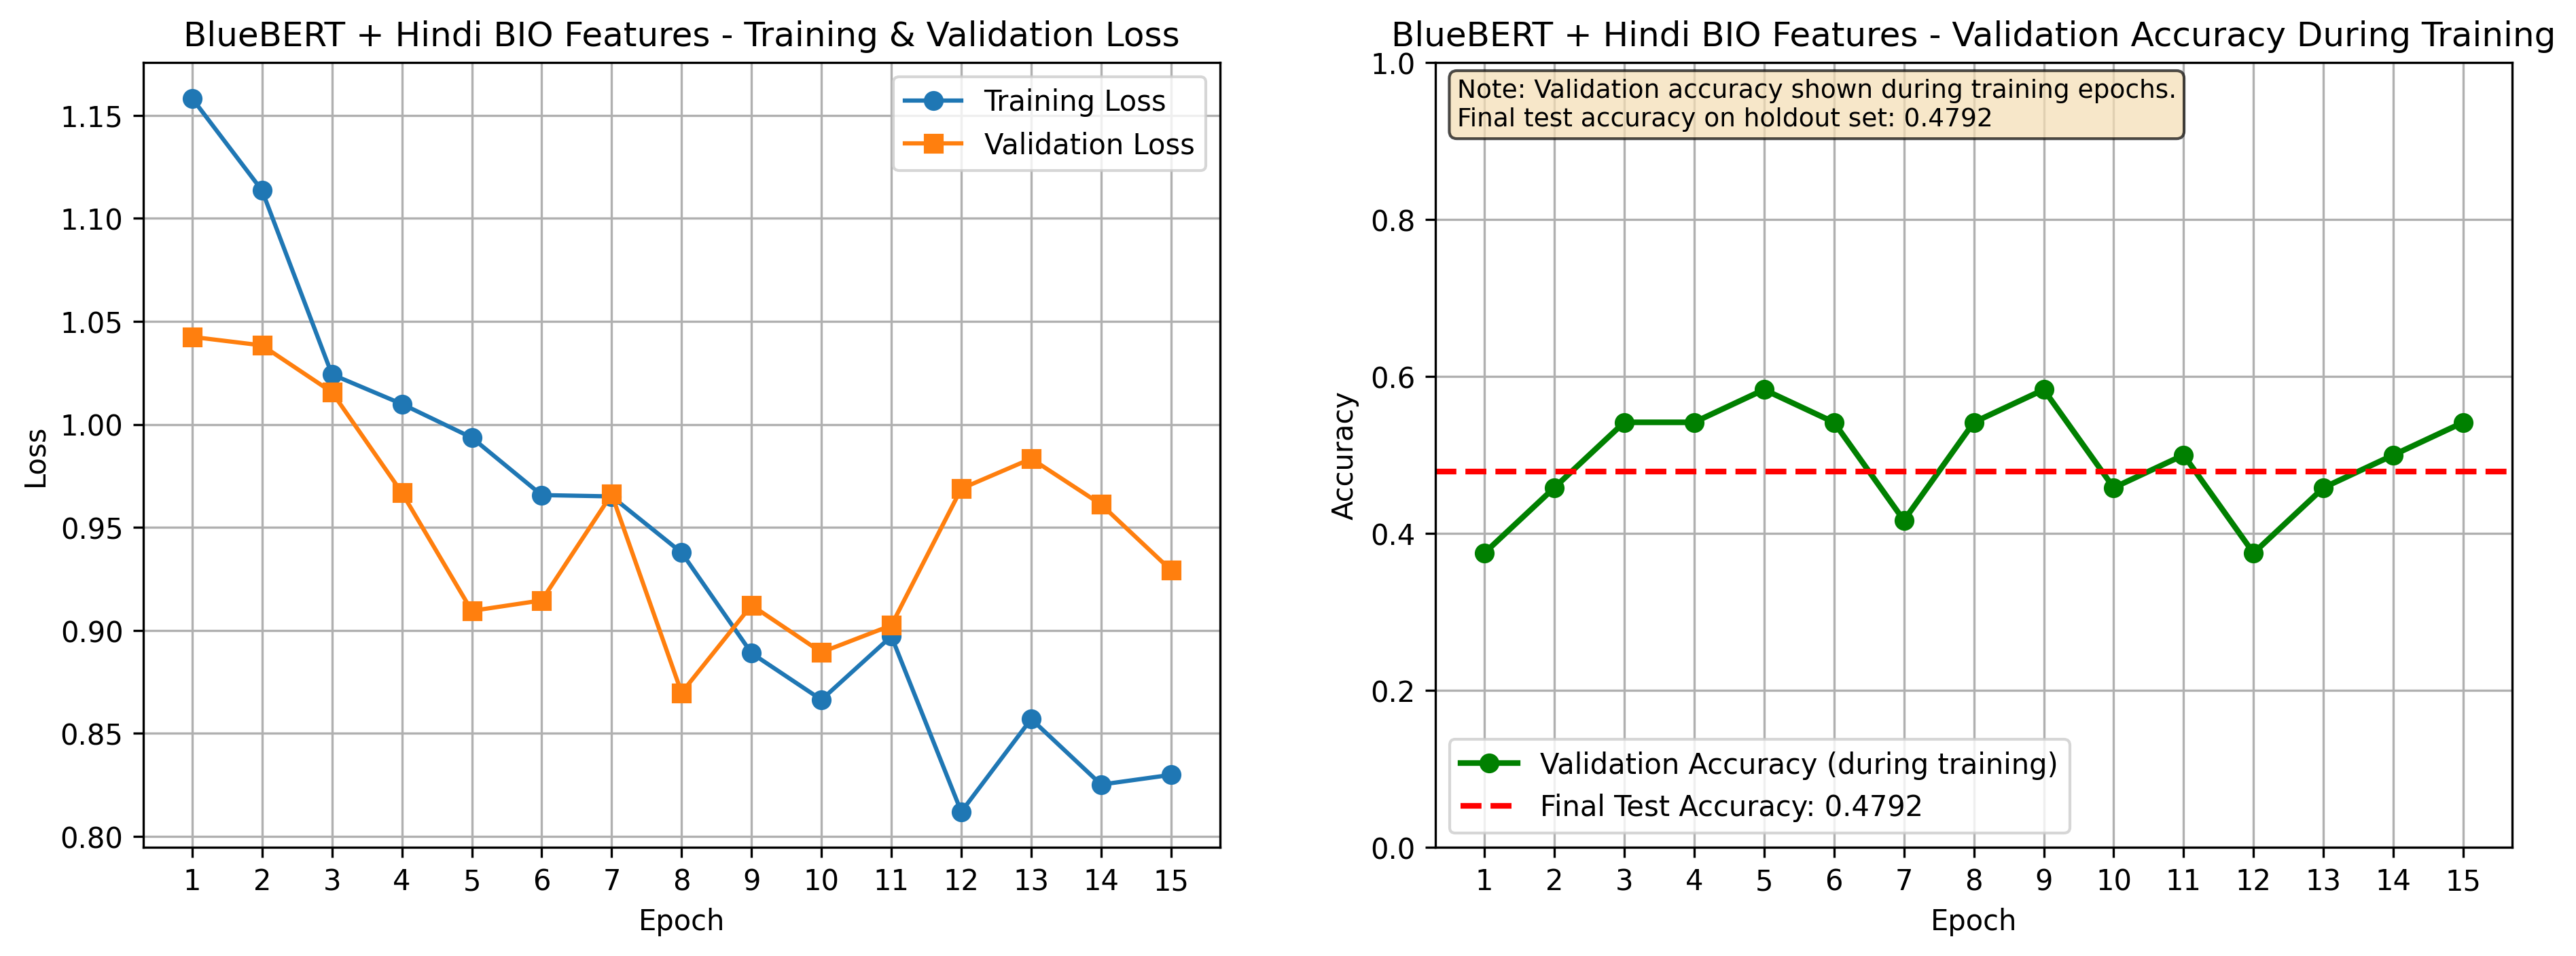 BlueBERT + Hindi BIO Features - Training & Validation Loss
Training Loss
Validation Loss
1.15
1.10
1.05
1.00
0.95
0.90
0.85
0.80
Loss
1 2 3 4 5 6 7 8 9 10 11 12 13 14 15
Epoch
BlueBERT + Hindi BIO Features - Validation Accuracy During Training
Note: Validation accuracy shown during training epochs.
Final test accuracy on holdout set: 0.4792
1.0
0.8
0.6
0.4
0.2
0.0
Accuracy
Validation Accuracy (during training)
Final Test Accuracy: 0.4792
1 2 3 4 5 6 7 8 9 10 11 12 13 14 15
Epoch